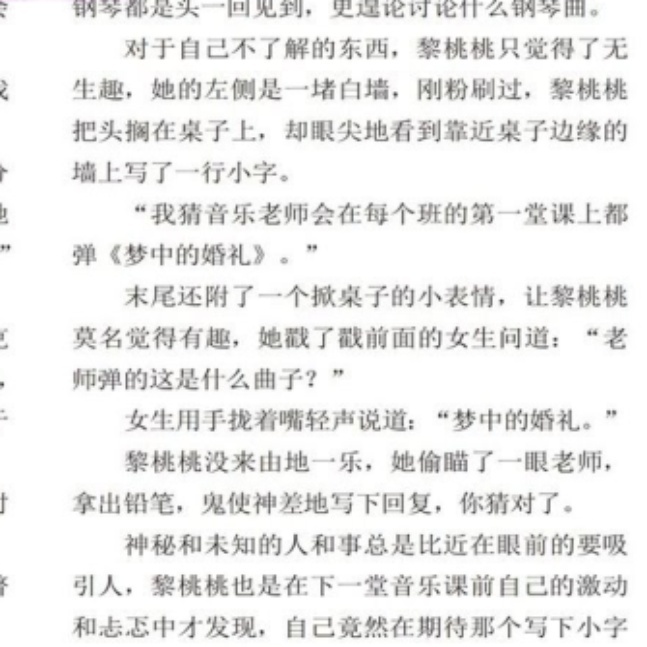 钢琴都是头一回见到，更遑论讨论什么钢琴曲。
对于自己不了解的东西，黎桃桃只觉得了无
生趣，她的左侧是一堵白墙，刚粉刷过，黎桃桃
把头搁在桌子上，却眼尖地看到靠近桌子边缘的
墙上写了一行小字。
“我猜音乐老师会在每个班的第一堂课上都
弹《梦中的婚礼》。”
末尾还附了一个掀桌子的小表情，让黎桃桃
莫名觉得有趣，她戳了戳前面的女生问道：“老
师弹的这是什么曲子？”
女生用手拢着嘴轻声说道：“梦中的婚礼。”
黎桃桃没来由地一乐，她偷瞄了一眼老师，
拿出铅笔，鬼使神差地写下回复，你猜对了。
神秘和未知的人和事总是比近在眼前的要吸
引人，黎桃桃也是在下一堂音乐课前自己的激动
和忐忑中才发现，自己竟然在期待那个写下小字